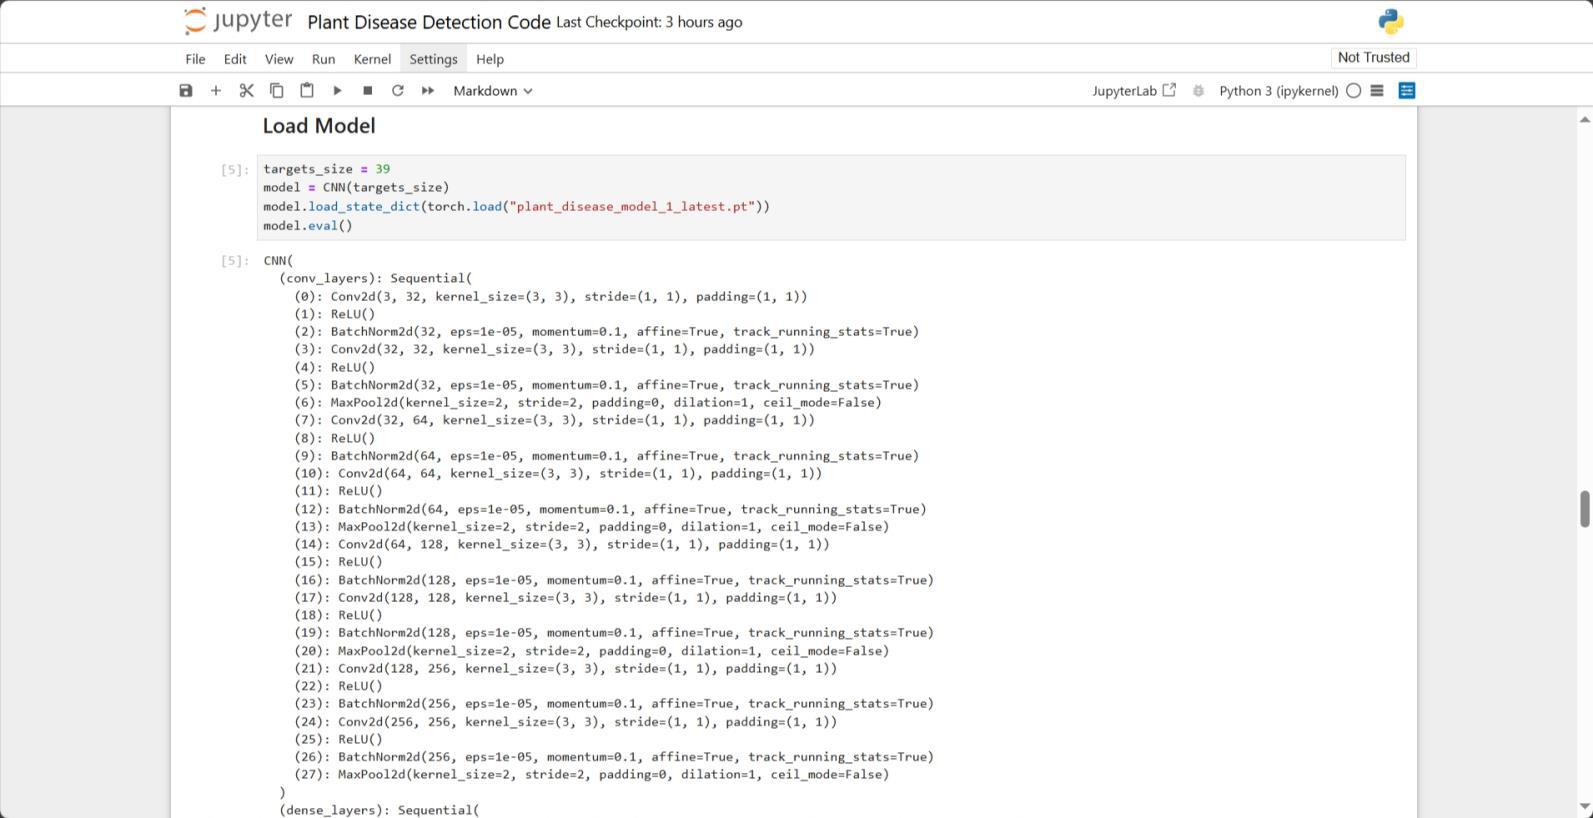 jupyter Plant Disease Detection Code Last Checkpoint: 3 hours ago
File Edit View Run Kernel Settings Help
Not Trusted
Markdown
JupyterLab Python 3 (ipykernel)
Load Model
[5]: targets_size = 39
model = CNN(targets_size)
model.load_state_dict(torch.load("plant_disease_model_1_latest.pt"))
model.eval()
[5]: CNN(
(conv_layers): Sequential(
(0): Conv2d(3, 32, kernel_size=(3, 3), stride=(1, 1), padding=(1, 1))
(1): ReLU()
(2): BatchNorm2d(32, eps=1e-05, momentum=0.1, affine=True, track_running_stats=True)
(3): Conv2d(32, 32, kernel_size=(3, 3), stride=(1, 1), padding=(1, 1))
(4): ReLU()
(5): BatchNorm2d(32, eps=1e-05, momentum=0.1, affine=True, track_running_stats=True)
(6): MaxPool2d(kernel_size=2, stride=2, padding=0, dilation=1, ceil_mode=False)
(7): Conv2d(32, 64, kernel_size=(3, 3), stride=(1, 1), padding=(1, 1))
(8): ReLU()
(9): BatchNorm2d(64, eps=1e-05, momentum=0.1, affine=True, track_running_stats=True)
(10): Conv2d(64, 64, kernel_size=(3, 3), stride=(1, 1), padding=(1, 1))
(11): ReLU()
(12): BatchNorm2d(64, eps=1e-05, momentum=0.1, affine=True, track_running_stats=True)
(13): MaxPool2d(kernel_size=2, stride=2, padding=0, dilation=1, ceil_mode=False)
(14): Conv2d(64, 128, kernel_size=(3, 3), stride=(1, 1), padding=(1, 1))
(15): ReLU()
(16): BatchNorm2d(128, eps=1e-05, momentum=0.1, affine=True, track_running_stats=True)
(17): Conv2d(128, 128, kernel_size=(3, 3), stride=(1, 1), padding=(1, 1))
(18): ReLU()
(19): BatchNorm2d(128, eps=1e-05, momentum=0.1, affine=True, track_running_stats=True)
(20): MaxPool2d(kernel_size=2, stride=2, padding=0, dilation=1, ceil_mode=False)
(21): Conv2d(128, 256, kernel_size=(3, 3), stride=(1, 1), padding=(1, 1))
(22): ReLU()
(23): BatchNorm2d(256, eps=1e-05, momentum=0.1, affine=True, track_running_stats=True)
(24): Conv2d(256, 256, kernel_size=(3, 3), stride=(1, 1), padding=(1, 1))
(25): ReLU()
(26): BatchNorm2d(256, eps=1e-05, momentum=0.1, affine=True, track_running_stats=True)
(27): MaxPool2d(kernel_size=2, stride=2, padding=0, dilation=1, ceil_mode=False)
)
(dense_layers): Sequential(